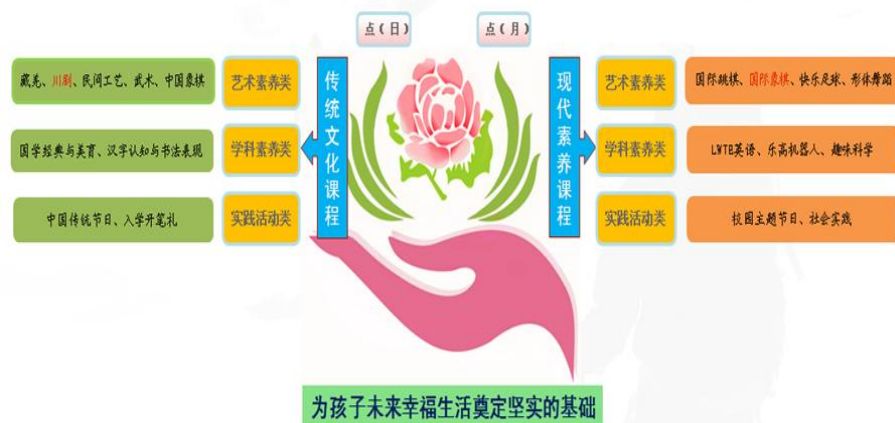 点（日）
点（月）
藏羌、川剧、民间工艺、武术、中国象棋
艺术素养类
国学经典与美育、汉字认知与书法表现
学科素养类
中国传统节日、入学开笔礼
实践活动类
传统文化课程
现代素养课程
艺术素养类
国际跳棋、国际象棋、快乐足球、形体舞蹈
学科素养类
LWTE英语、乐高机器人、趣味科学
实践活动类
校园主题节日、社会实践
为孩子未来幸福生活奠定坚实的基础